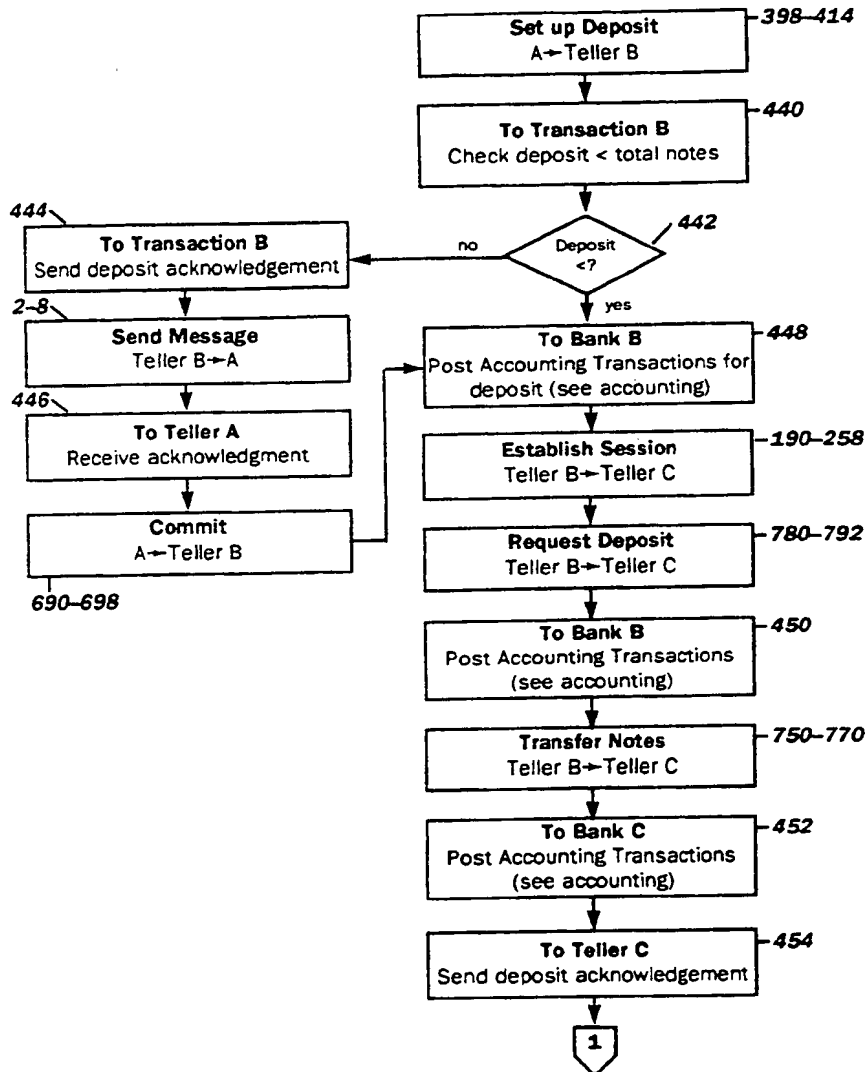 398-414
Set up Deposit
A→Teller B
440
To Transaction B
Check deposit < total notes
442
Deposit
<?
no
yes
444
To Transaction B
Send deposit acknowledgement
2-8
Send Message
Teller B→A
446
To Teller A
Receive acknowledgment
Commit
A→Teller B
690-698
448
To Bank B
Post Accounting Transactions for
deposit (see accounting)
190-258
Establish Session
Teller B→Teller C
780-792
Request Deposit
Teller B→Teller C
450
To Bank B
Post Accounting Transactions
(see accounting)
750-770
Transfer Notes
Teller B→Teller C
452
To Bank C
Post Accounting Transactions
(see accounting)
454
To Teller C
Send deposit acknowledgement
1